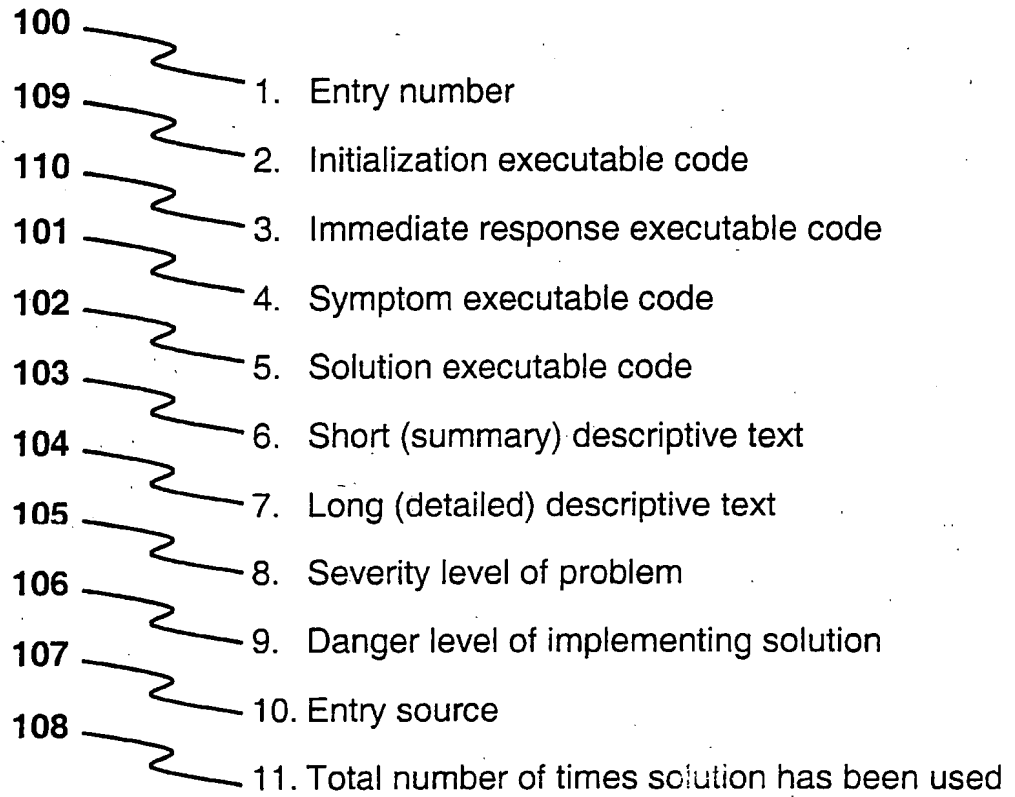 100
1. Entry number
109
2. Initialization executable code
110
3. Immediate response executable code
101
4. Symptom executable code
102
5. Solution executable code
103
6. Short (summary) descriptive text
104
7. Long (detailed) descriptive text
105
8. Severity level of problem
106
9. Danger level of implementing solution
107
10. Entry source
108
11. Total number of times solution has been used